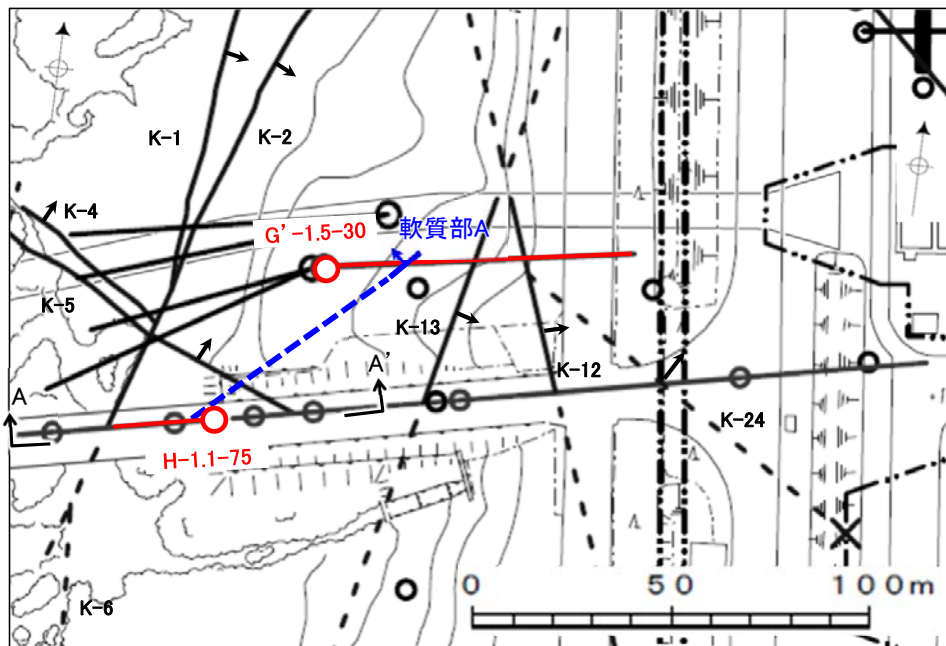 K-1
K-2
K-4
G'-1.5-30
軟質部A
K-5
K-13
A
A'
K-12
K-24
H-1.1-75
K-6
0 50 100m